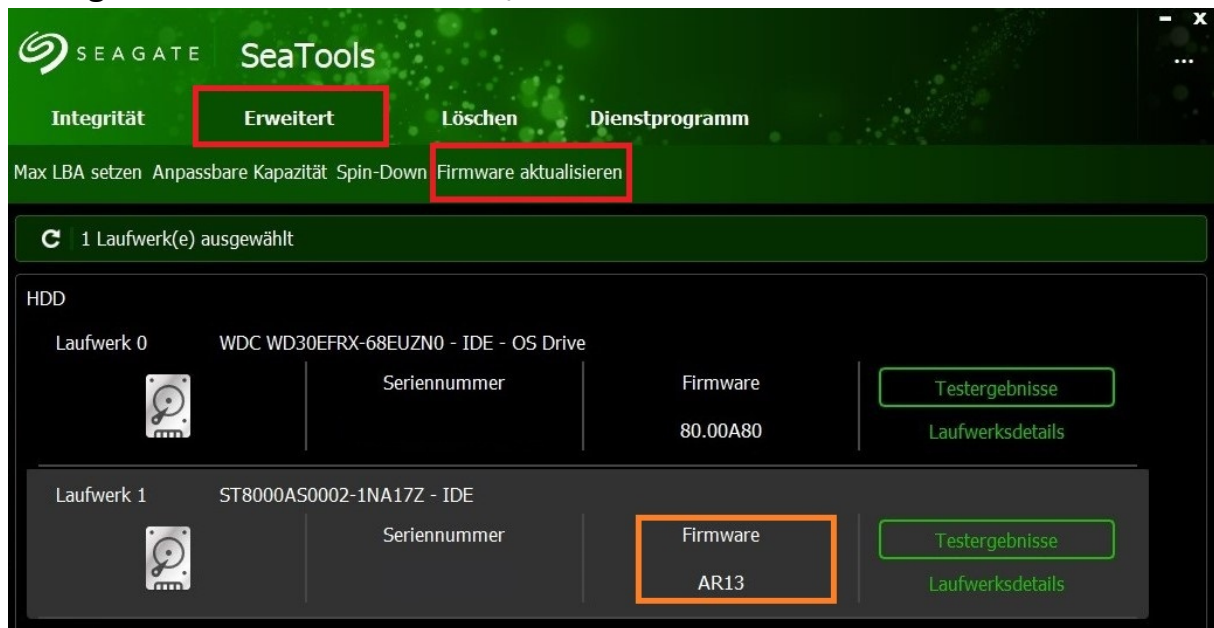 SEAGATE SeaTools
Integrität Erweitert Löschen Dienstprogramm
Max LBA setzen Anpassbare Kapazität Spin-Down Firmware aktualisieren
1 Laufwerk(e) ausgewählt
HDD
Laufwerk 0 WDC WD30EFRX-68EUZN0 - IDE - OS Drive
Seriennummer Firmware Testergebnisse
80.00A80 Laufwerksdetails
Laufwerk 1 ST8000AS0002-1NA17Z - IDE
Seriennummer Firmware Testergebnisse
AR13 Laufwerksdetails